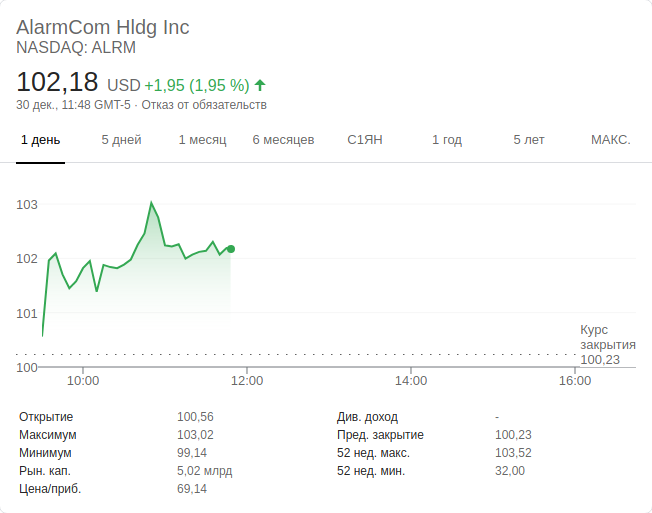 AlarmCom Hldg Inc
NASDAQ: ALRM
102,18 USD +1,95 (1,95 %)
30 дек., 11:48 GMT-5 · Отказ от обязательств
1 день 5 дней 1 месяц 6 месяцев С1ЯН 1 год 5 лет МАКС.
103
102
101
100
Курс
закрытия
100,23
10:00 12:00 14:00 16:00
Открытие 100,56 Див. доход -
Максимум 103,02 Пред. закрытие 100,23
Минимум 99,14 52 нед. макс. 103,52
Рын. кап. 5,02 млрд 52 нед. мин. 32,00
Цена/приб. 69,14